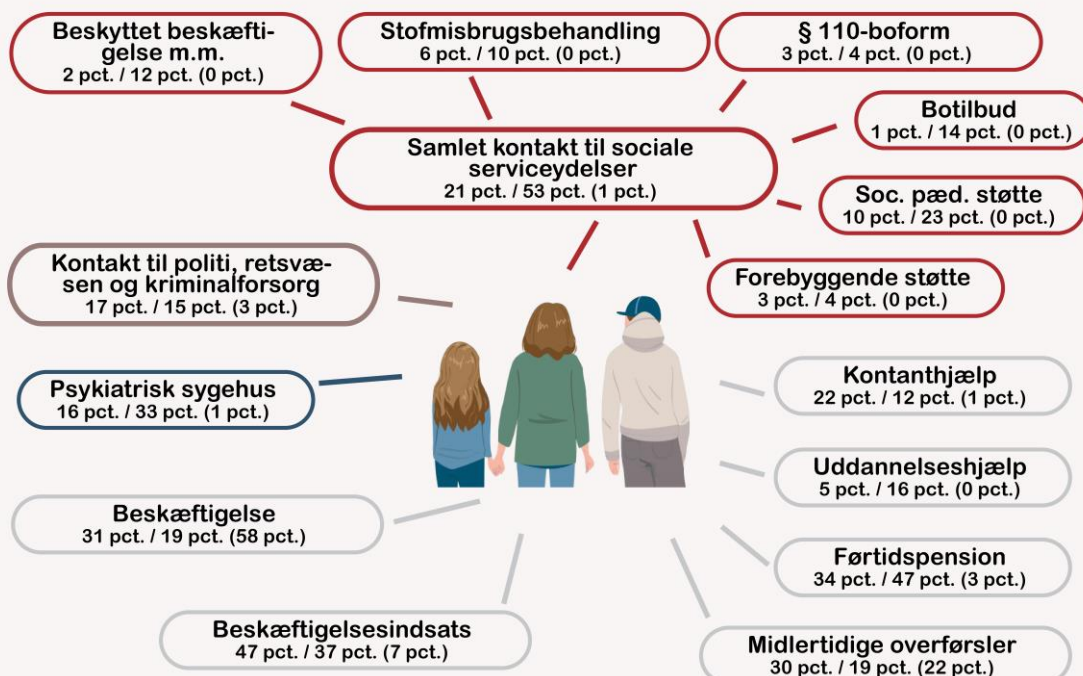 Beskyttet beskæfti-
gelse m.m.
2 pct. / 12 pct. (0 pct.)
Stofmisbrugsbehandling
6 pct. / 10 pct. (0 pct.)
§ 110-boform
3 pct. / 4 pct. (0 pct.)
Botilbud
1 pct. / 14 pct. (0 pct.)
Samlet kontakt til sociale
serviceydelser
21 pct. / 53 pct. (1 pct.)
Soc. pæd. støtte
10 pct. / 23 pct. (0 pct.)
Kontakt til politi, retsvæ-
sen og kriminalforsorg
17 pct. / 15 pct. (3 pct.)
Forebyggende støtte
3 pct. / 4 pct. (0 pct.)
Psykiatrisk sygehus
16 pct. / 33 pct. (1 pct.)
Kontanthjælp
22 pct. / 12 pct. (1 pct.)
Uddannelseshjælp
5 pct. / 16 pct. (0 pct.)
Beskæftigelse
31 pct. / 19 pct. (58 pct.)
Førtidspension
34 pct. / 47 pct. (3 pct.)
Beskæftigelsesindsats
47 pct. / 37 pct. (7 pct.)
Midlertidige overførsler
30 pct. / 19 pct. (22 pct.)